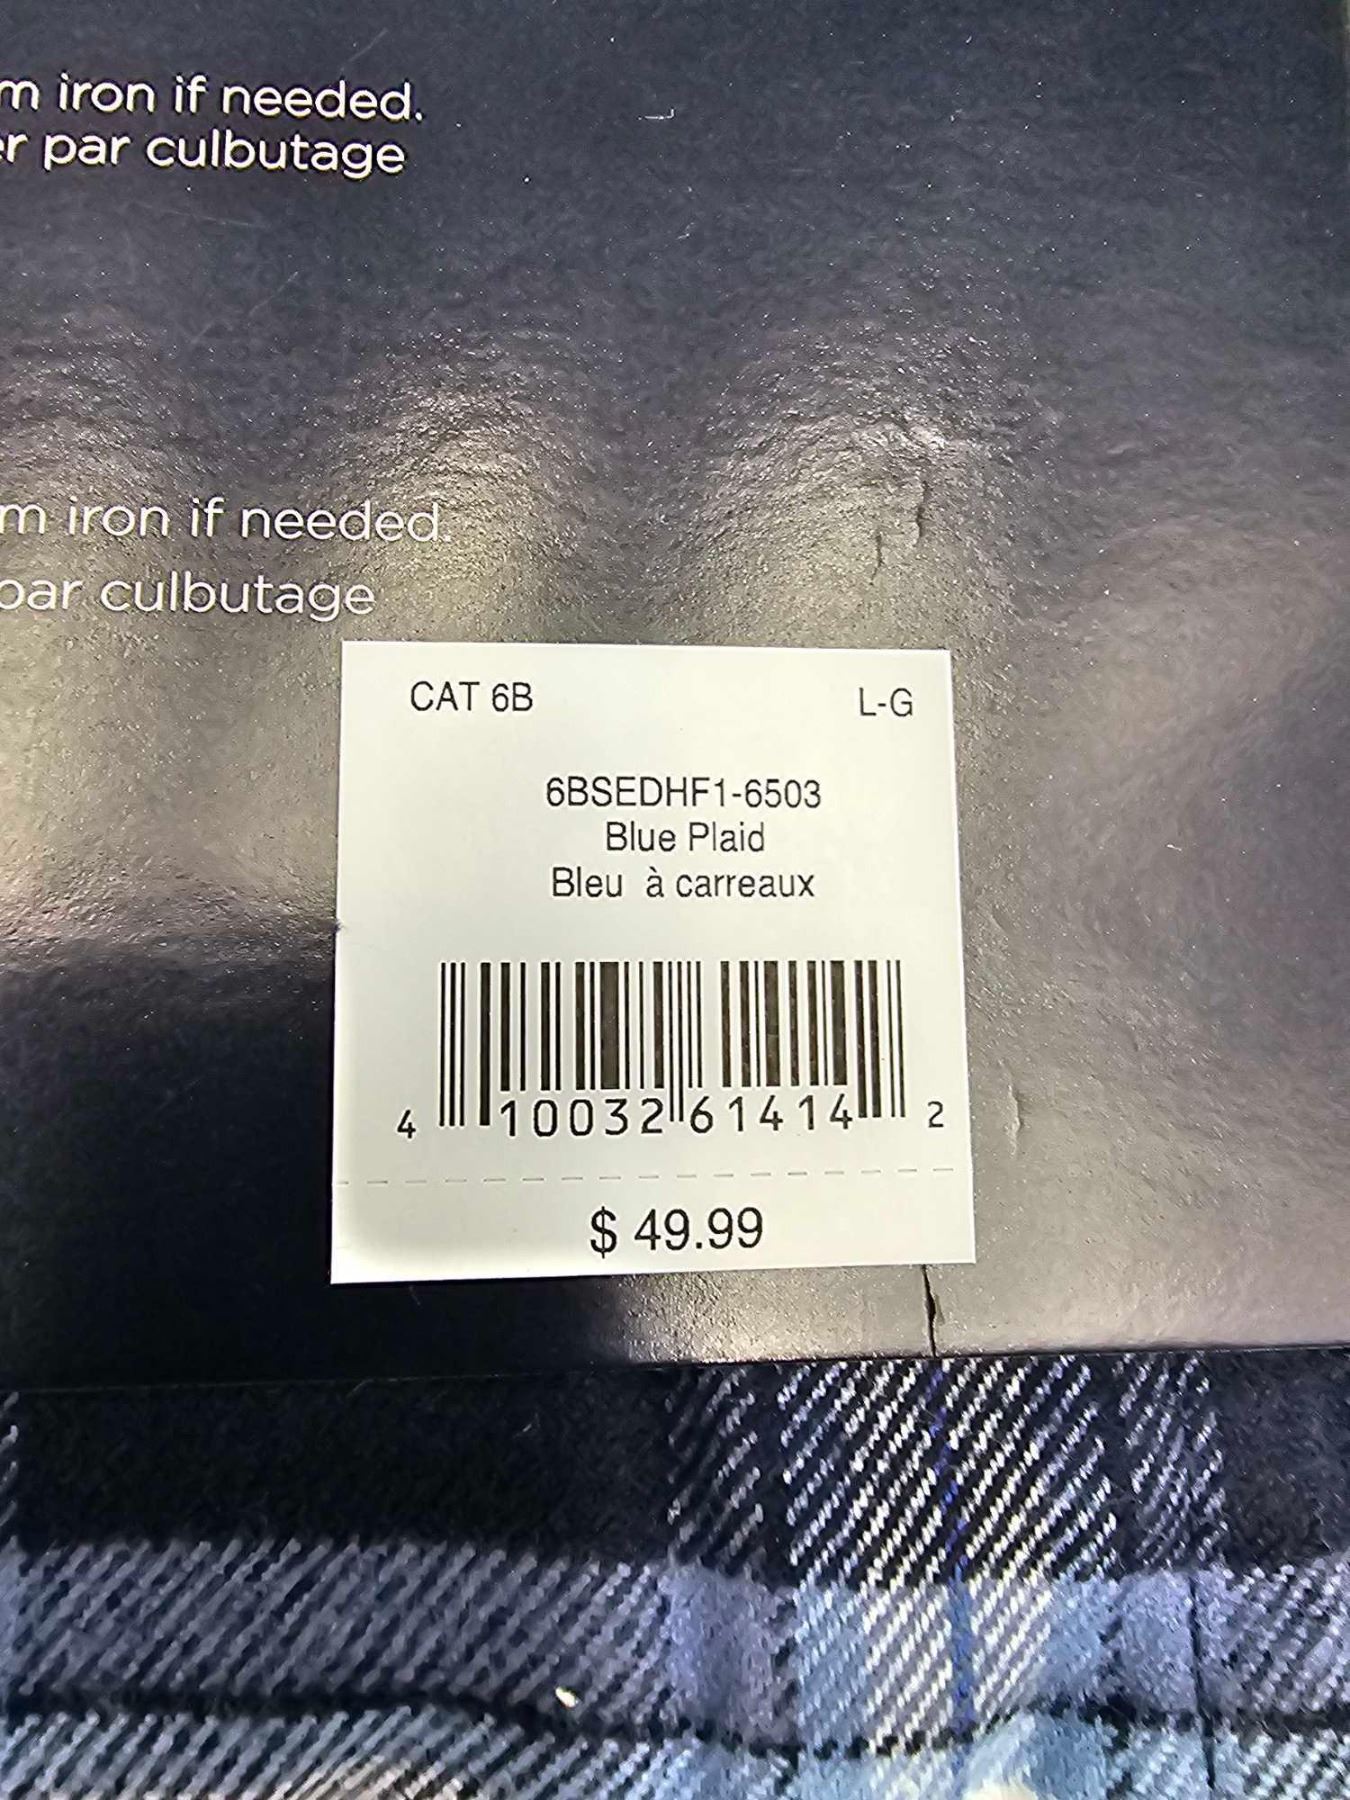 m iron if needed.
er par culbutage
m iron if needed.
par culbutage
CAT 6B L-G
6BSEDHF1-6503
Blue Plaid
Bleu à carreaux
4 10032 61414 2
$ 49.99